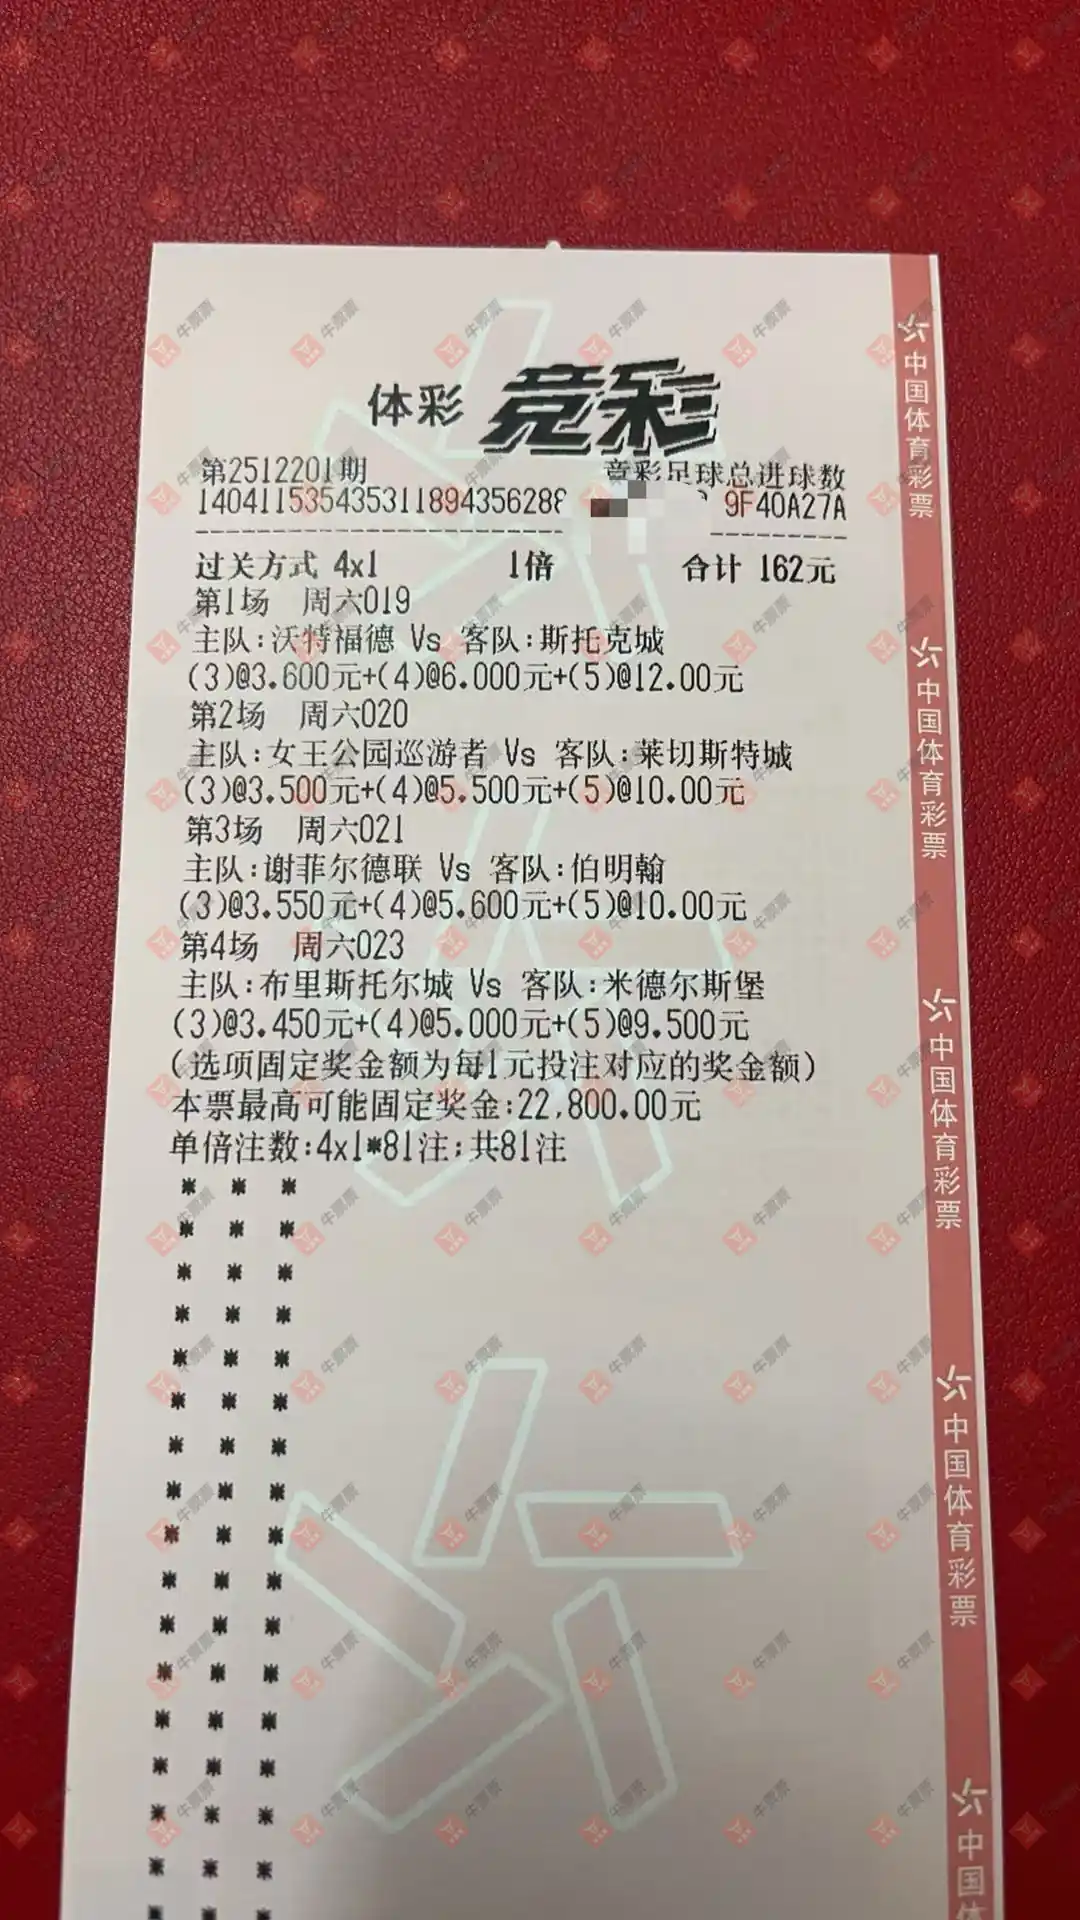 体彩 竞彩
第2512201期 竞彩足球总进球数
140411535435311894356288 9F40A27A
过关方式 4x1 1倍 合计 162元
第1场 周六019
主队:沃特福德 Vs 客队:斯托克城
(3)@3.600元+(4)@6.000元+(5)@12.00元
第2场 周六020
主队:女王公园巡游者 Vs 客队:莱切斯特城
(3)@3.500元+(4)@5.500元+(5)@10.00元
第3场 周六021
主队:谢菲尔德联 Vs 客队:伯明翰
(3)@3.550元+(4)@5.600元+(5)@10.00元
第4场 周六023
主队:布里斯托尔城 Vs 客队:米德尔斯堡
(3)@3.450元+(4)@5.000元+(5)@9.500元
(选项固定奖金额为每1元投注对应的奖金额)
本票最高可能固定奖金:22,800.00元
单倍注数:4x1*81注;共81注
中国体育彩票
中国体育彩票
中国体育彩票
中国体育彩票
中国体
牛票票